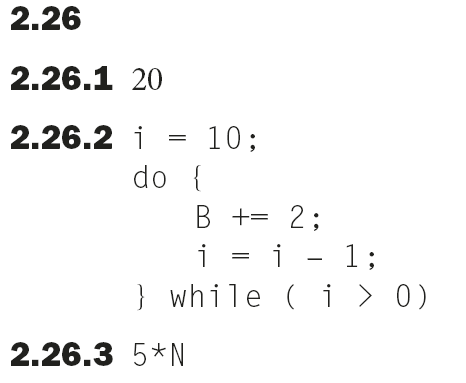 2.26
2.26.1 20
2.26.2 i = 10;
do {
B += 2;
i = i – 1;
} while ( i > 0)
2.26.3 5*N